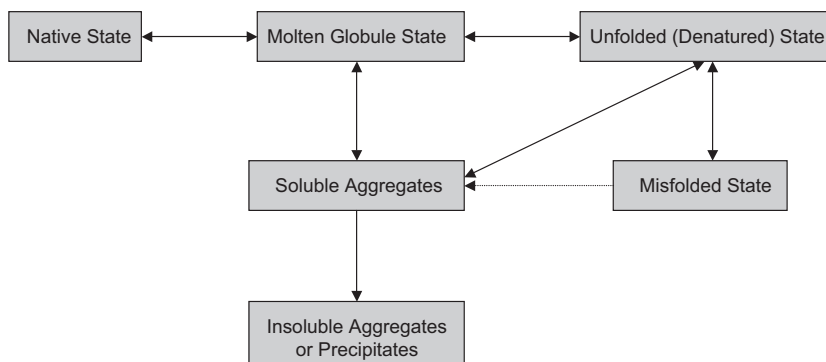 Native State
Molten Globule State
Unfolded (Denatured) State
Soluble Aggregates
Misfolded State
Insoluble Aggregates
or Precipitates